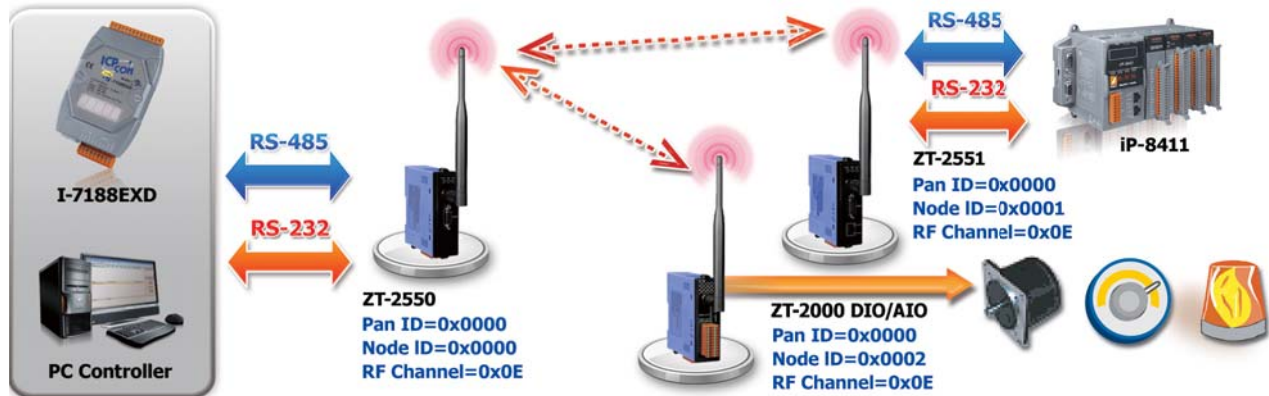 ICP CON
I-7188EXD
PC Controller
RS-485
RS-232
ZT-2550
Pan ID=0x0000
Node ID=0x0000
RF Channel=0x0E
ZT-2000 DIO/AIO
Pan ID=0x0000
Node ID=0x0002
RF Channel=0x0E
RS-485
RS-232
ZT-2551
Pan ID=0x0000
Node ID=0x0001
RF Channel=0x0E
iP-8411